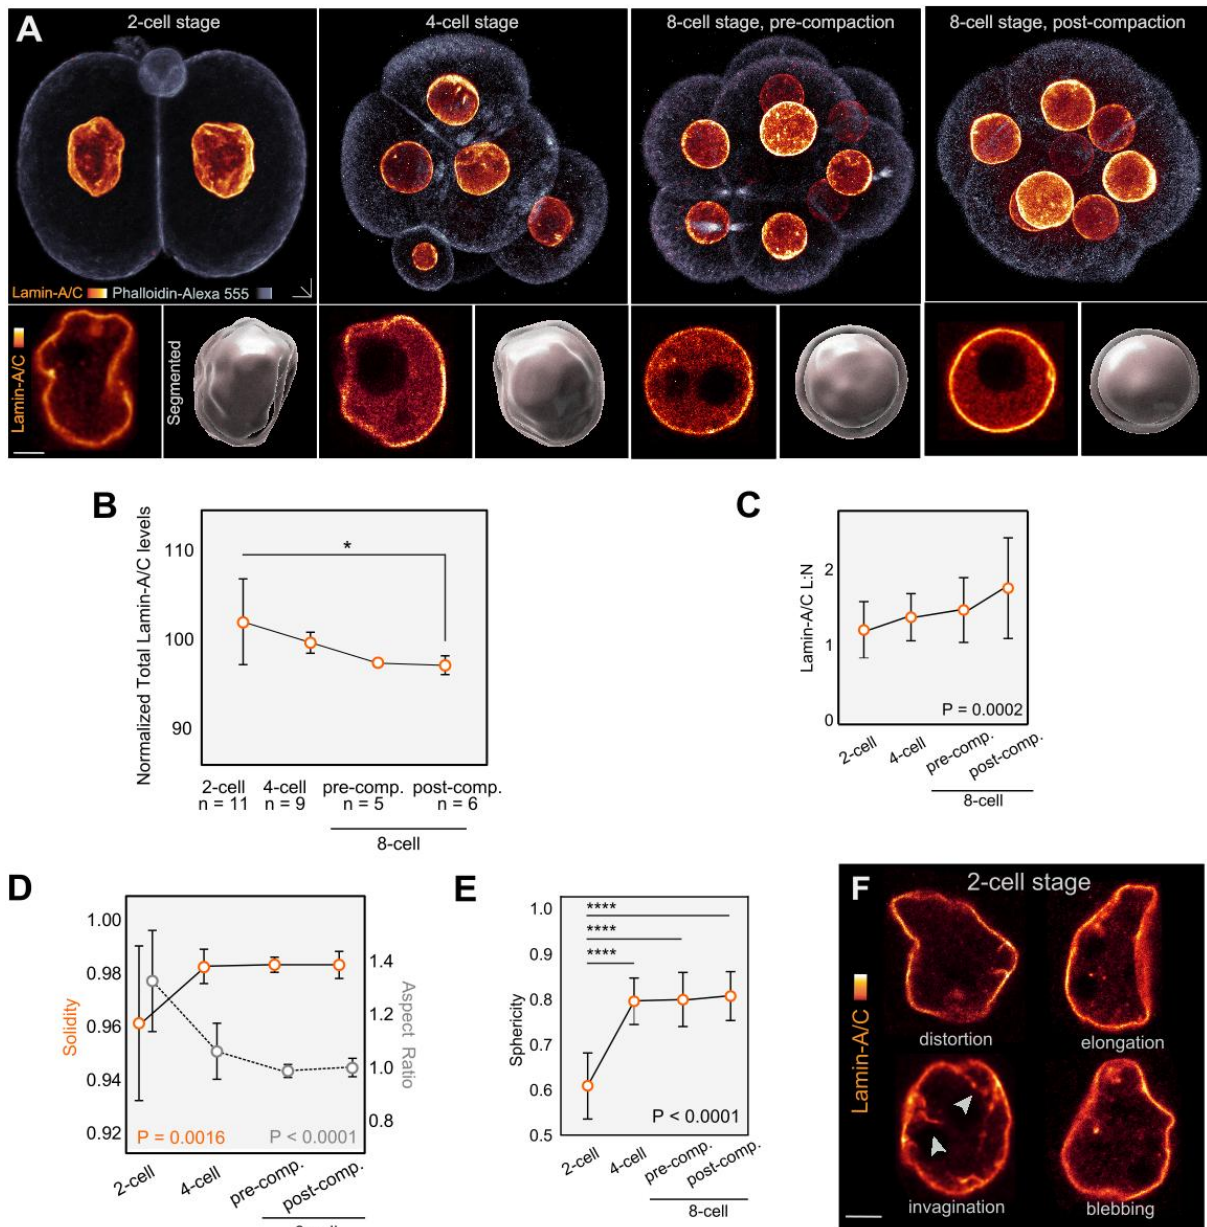 A
2-cell stage
4-cell stage
8-cell stage, pre-compaction
8-cell stage, post-compaction
Lamin-A/C
Phalloidin-Alexa 555
Lamin-A/C
Segmented
B
Normalized Total Lamin-A/C levels
110
100
90
*
2-cell
n = 11
4-cell
n = 9
pre-comp.
n = 5
post-comp.
n = 6
8-cell
C
Lamin-A/C L:N
2
1
0
P = 0.0002
2-cell
4-cell
pre-comp.
post-comp.
8-cell
D
Solidity
1.00
0.98
0.96
0.94
0.92
Aspect Ratio
1.4
1.2
1.0
0.8
P = 0.0016
P < 0.0001
2-cell
4-cell
pre-comp.
post-comp.
E
Sphericity
1.0
0.9
0.8
0.7
0.6
0.5
****
****
****
P < 0.0001
2-cell
4-cell
pre-comp.
post-comp.
8-cell
F
2-cell stage
Lamin-A/C
distortion
elongation
invagination
blebbing